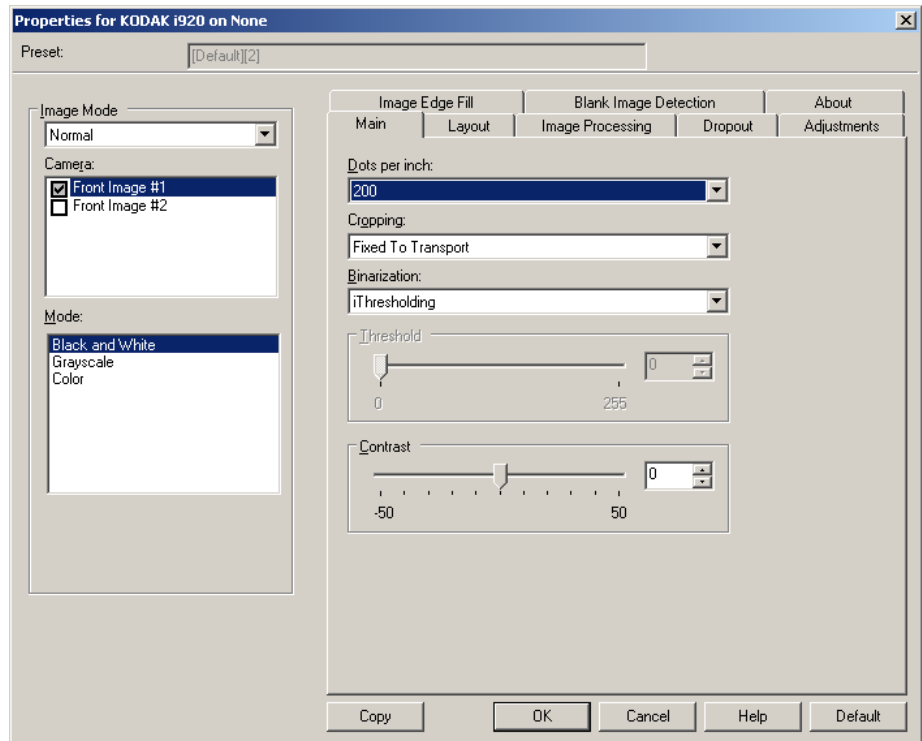 Properties for KODAK i920 on None
Preset:
[Default][2]
Image Mode
Normal
Camera:
Front Image #1
Front Image #2
Mode:
Black and White
Grayscale
Color
Image Edge Fill
Blank Image Detection
About
Main
Layout
Image Processing
Dropout
Adjustments
Dots per inch:
200
Cropping:
Fixed To Transport
Binarization:
iThresholding
Threshold
0
0
255
Contrast
0
-50
50
Copy
OK
Cancel
Help
Default